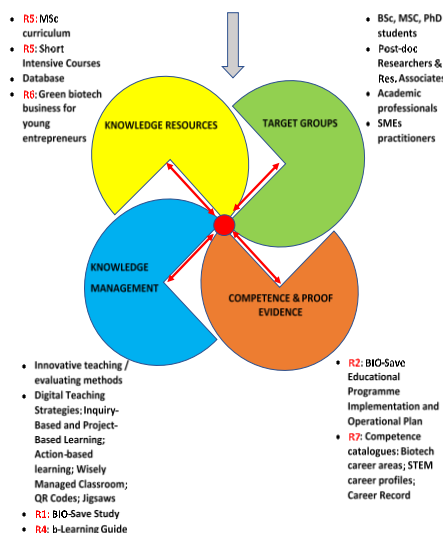 • R5: MSc
curriculum
• R5: Short
Intensive Courses
• Database
• R6: Green biotech
business for
young
entrepreneurs
• BSc, MSC, PhD
students
• Post-doc
Researchers &
Res. Associates
• Academic
professionals
• SMEs
practitioners
KNOWLEDGE RESOURCES
TARGET GROUPS
KNOWLEDGE
MANAGEMENT
COMPETENCE & PROOF
EVIDENCE
• Innovative teaching /
evaluating methods
• Digital Teaching
Strategies; Inquiry-
Based and Project-
Based Learning;
Action-based
learning; Wisely
Managed Classroom;
QR Codes; Jigsaws
• R1: BIO-Save Study
• R4: b-Learning Guide
• R2: BIO-Save
Educational
Programme
Implementation and
Operational Plan
• R7: Competence
catalogues: Biotech
career areas; STEM
career profiles;
Career Record